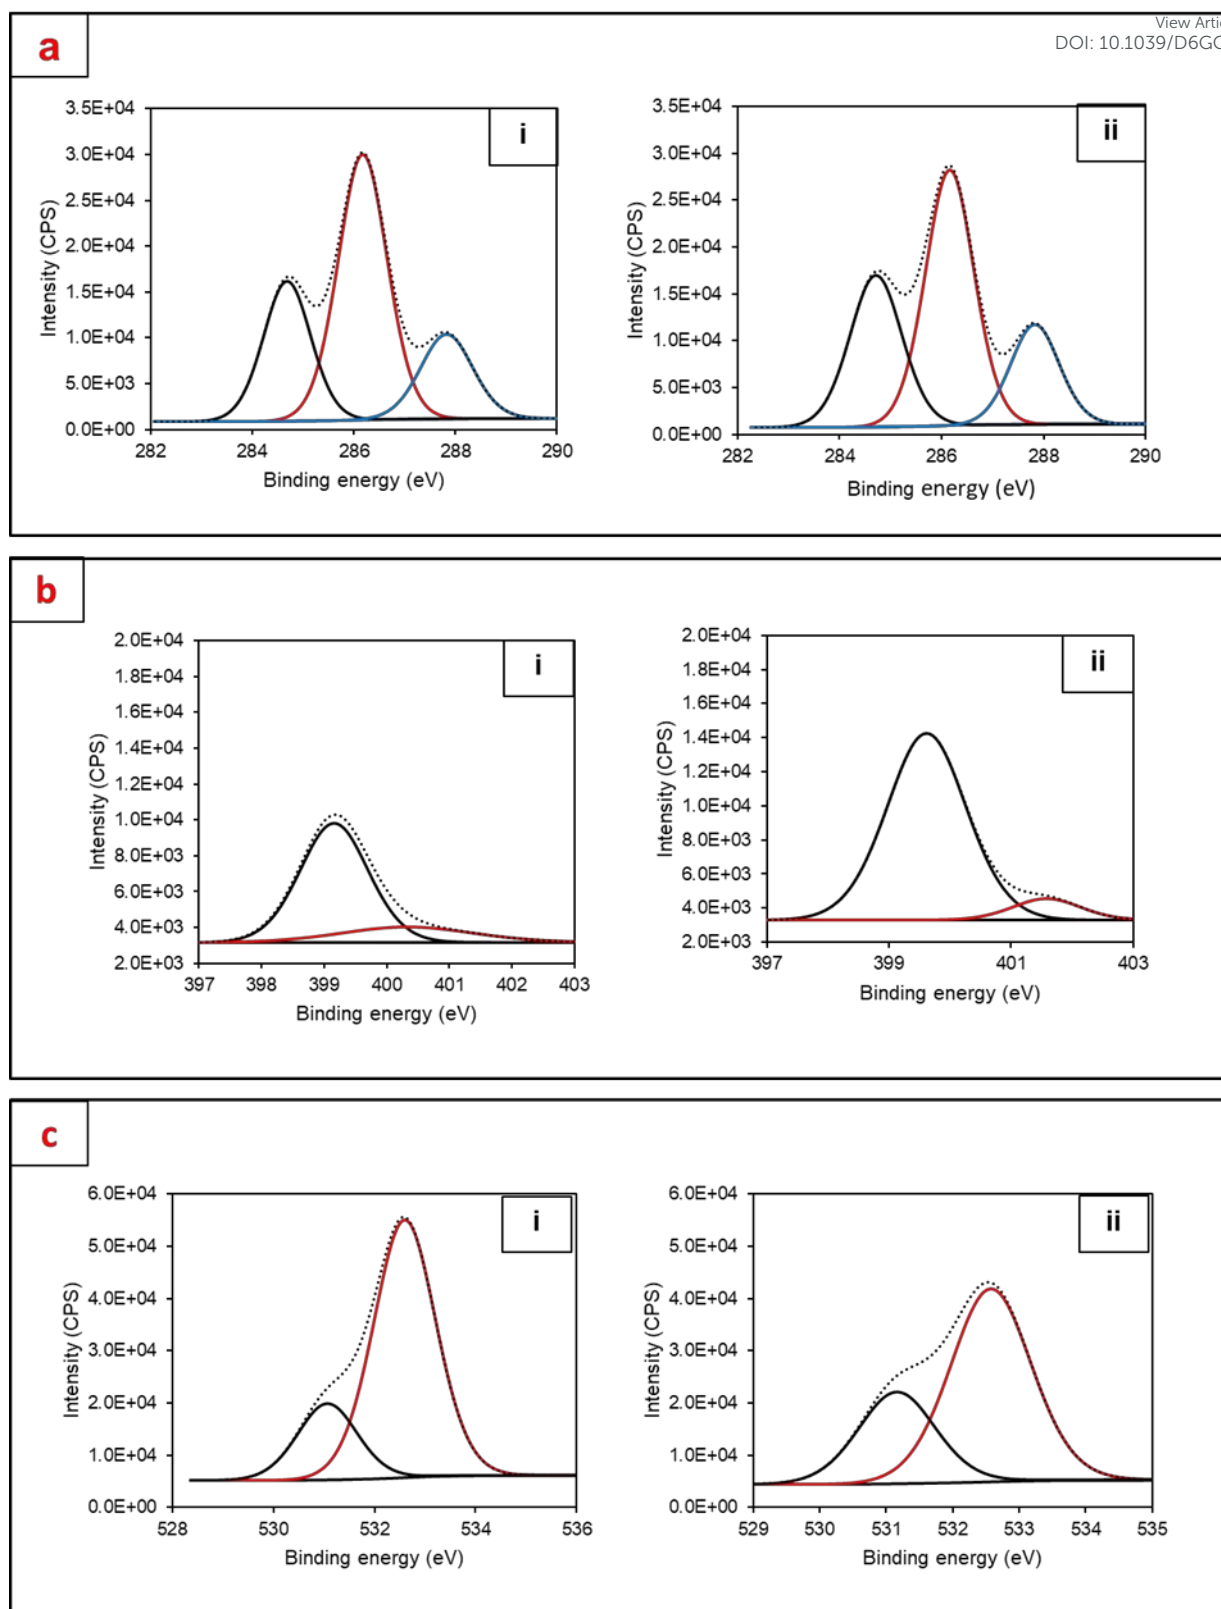 View Arti
DOI: 10.1039/D6GC
a
i
3.5E+04
3.0E+04
2.5E+04
2.0E+04
1.5E+04
1.0E+04
5.0E+03
0.0E+00
Intensity (CPS)
282 284 286 288 290
Binding energy (eV)
ii
3.5E+04
3.0E+04
2.5E+04
2.0E+04
1.5E+04
1.0E+04
5.0E+03
0.0E+00
Intensity (CPS)
282 284 286 288 290
Binding energy (eV)
b
i
2.0E+04
1.8E+04
1.6E+04
1.4E+04
1.2E+04
1.0E+04
8.0E+03
6.0E+03
4.0E+03
2.0E+03
Intensity (CPS)
397 398 399 400 401 402 403
Binding energy (eV)
ii
2.0E+04
1.8E+04
1.6E+04
1.4E+04
1.2E+04
1.0E+04
8.0E+03
6.0E+03
4.0E+03
2.0E+03
Intensity (CPS)
397 399 401 403
Binding energy (eV)
c
i
6.0E+04
5.0E+04
4.0E+04
3.0E+04
2.0E+04
1.0E+04
0.0E+00
Intensity (CPS)
528 530 532 534 536
Binding energy (eV)
ii
6.0E+04
5.0E+04
4.0E+04
3.0E+04
2.0E+04
1.0E+04
0.0E+00
Intensity (CPS)
529 530 531 532 533 534 535
Binding energy (eV)